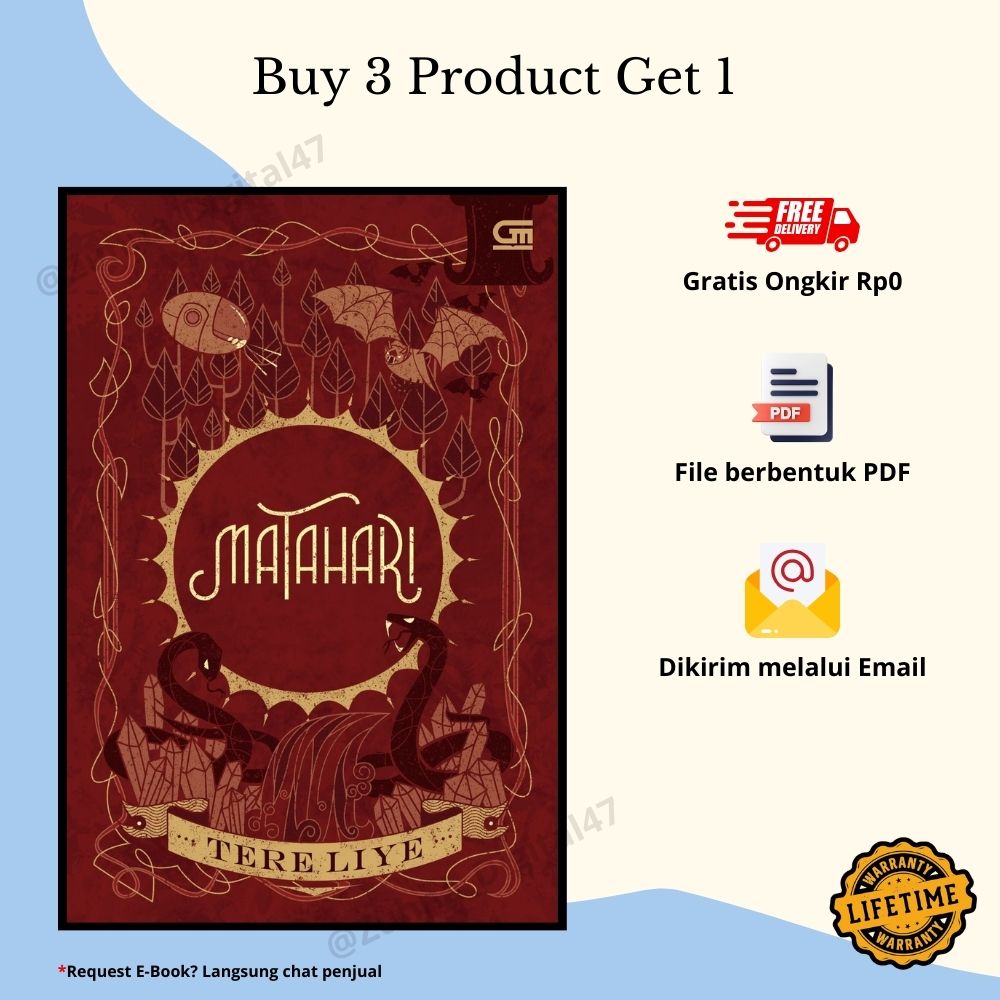 Buy 3 Product Get 1
GM
MATAHARI
TERE LIYE
FREE
DELIVERY
Gratis Ongkir Rp0
PDF
File berbentuk PDF
@
Dikirim melalui Email
WARRANTY
LIFETIME
WARRANTY
*Request E-Book? Langsung chat penjual